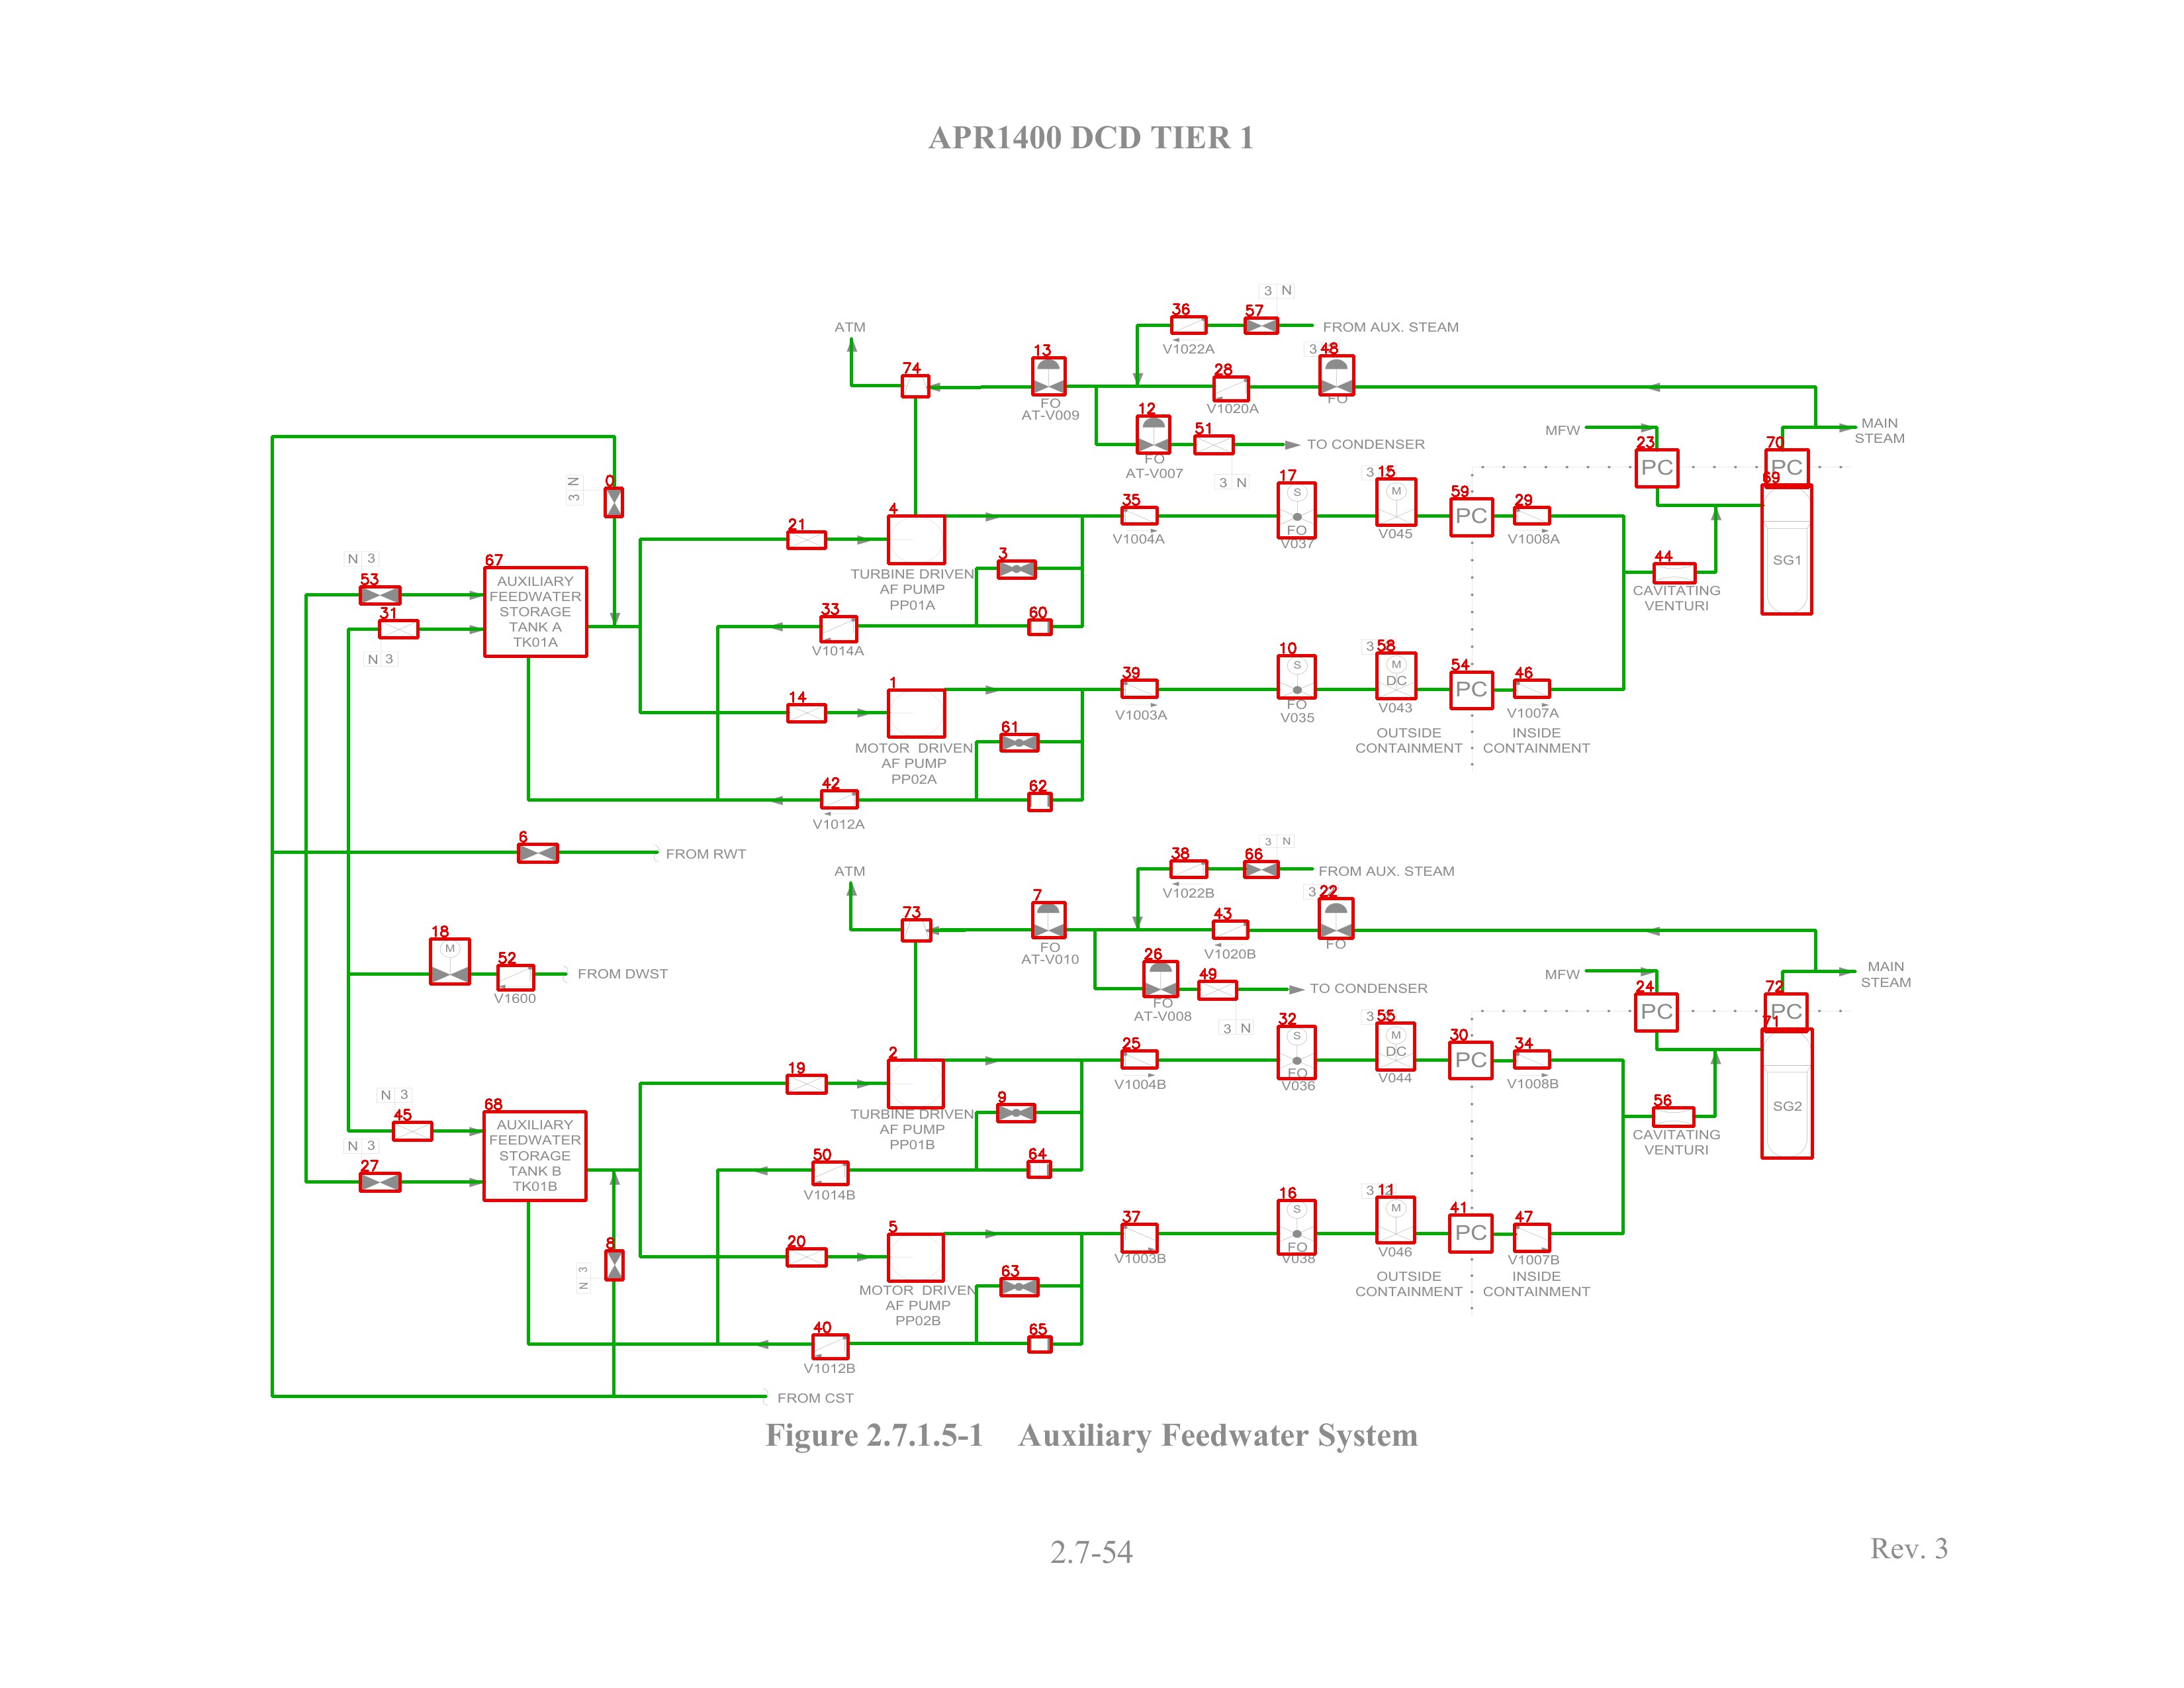 APR1400 DCD TIER 1
3 N
36
57
ATM
FROM AUX. STEAM
V1022A
13
3
48
74
28
FO
AT-V009
12
V1020A
FO
51
TO CONDENSER
MFW
MAIN
STEAM
FO
AT-V007
3 N
23
PC
70
PC
69
N
3
0
17
S
FO
V037
3
15
M
V045
59
PC
35
V1004A
29
V1008A
21
4
TURBINE DRIVEN
AF PUMP
PP01A
3
44
CAVITATING
VENTURI
SG1
N 3
53
31
N 3
67
AUXILIARY
FEEDWATER
STORAGE
TANK A
TK01A
33
V1014A
60
10
S
FO
V035
3
58
M
DC
V043
54
PC
39
V1003A
46
V1007A
14
1
MOTOR DRIVEN
AF PUMP
PP02A
61
OUTSIDE
CONTAINMENT
INSIDE
CONTAINMENT
42
V1012A
62
6
FROM RWT
3 N
38
66
ATM
FROM AUX. STEAM
V1022B
7
3
22
73
43
FO
AT-V010
V1020B
FO
18
M
52
V1600
FROM DWST
26
FO
AT-V008
49
TO CONDENSER
3 N
MFW
MAIN
STEAM
24
PC
72
PC
71
32
S
FO
V036
3
55
M
DC
V044
30
PC
25
V1004B
34
V1008B
19
2
TURBINE DRIVEN
AF PUMP
PP01B
9
56
CAVITATING
VENTURI
SG2
N 3
45
N 3
27
68
AUXILIARY
FEEDWATER
STORAGE
TANK B
TK01B
50
V1014B
64
16
S
FO
V038
3
11
M
V046
41
PC
37
V1003B
47
V1007B
20
5
MOTOR DRIVEN
AF PUMP
PP02B
63
OUTSIDE
CONTAINMENT
INSIDE
CONTAINMENT
8
3
N
40
V1012B
65
FROM CST
Figure 2.7.1.5-1 Auxiliary Feedwater System
2.7-54
Rev. 3